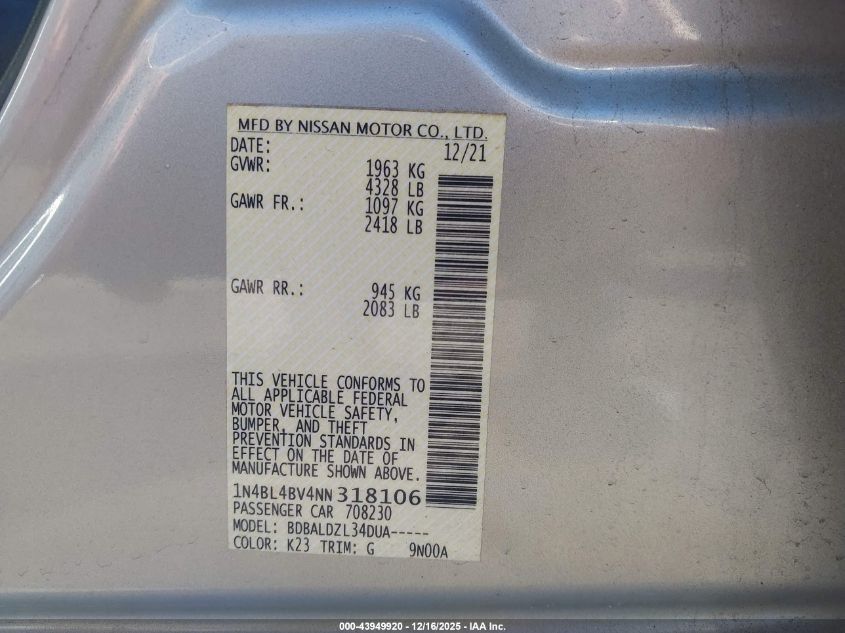 MFD BY NISSAN MOTOR CO., LTD.
DATE: 12/21
GVWR: 1963 KG
4328 LB
GAWR FR.: 1097 KG
2418 LB
GAWR RR.: 945 KG
2083 LB
THIS VEHICLE CONFORMS TO
ALL APPLICABLE FEDERAL
MOTOR VEHICLE SAFETY,
BUMPER, AND THEFT
PREVENTION STANDARDS IN
EFFECT ON THE DATE OF
MANUFACTURE SHOWN ABOVE.
1N4BL4BV4NN318106
PASSENGER CAR 708230
MODEL: BDBALDZL34DUA-----
COLOR: K23 TRIM: G 9N00A
000-43949920 - 12/16/2025 - IAA Inc.